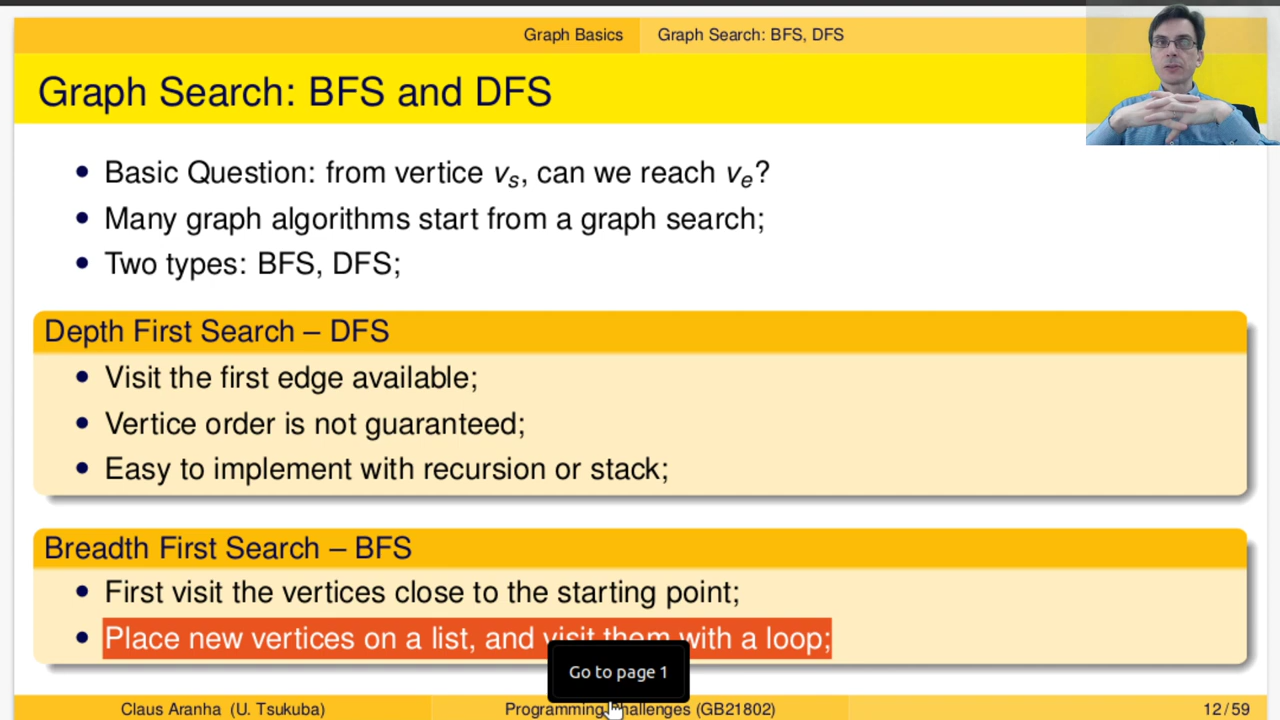 Graph Basics
Graph Search: BFS, DFS
Graph Search: BFS and DFS
Basic Question: from vertice vs, can we reach ve?
Many graph algorithms start from a graph search;
Two types: BFS, DFS;
Depth First Search – DFS
Visit the first edge available;
Vertice order is not guaranteed;
Easy to implement with recursion or stack;
Breadth First Search – BFS
First visit the vertices close to the starting point;
Place new vertices on a list, and visit them with a loop;
Go to page 1
Claus Aranha (U. Tsukuba)
Programming Challenges (GB21802)
12 / 59